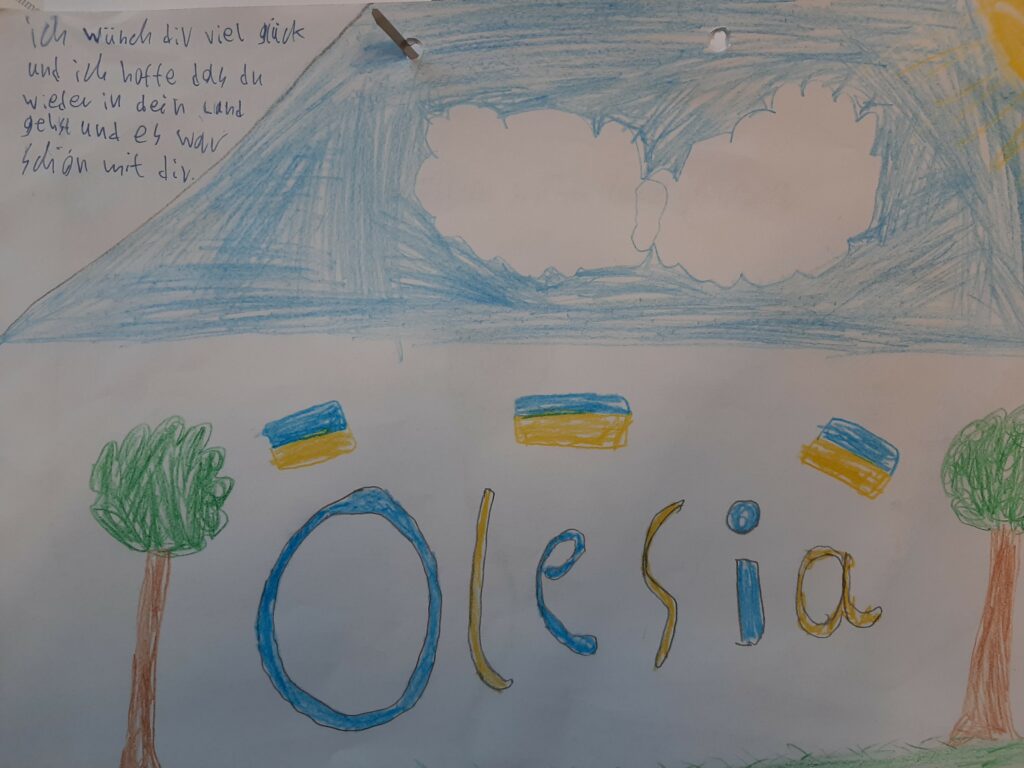 ich wünch dir viel glück
und ich hoffe das du
wieder in dein Land
gehst und es war
schön mit dir.
Olesia